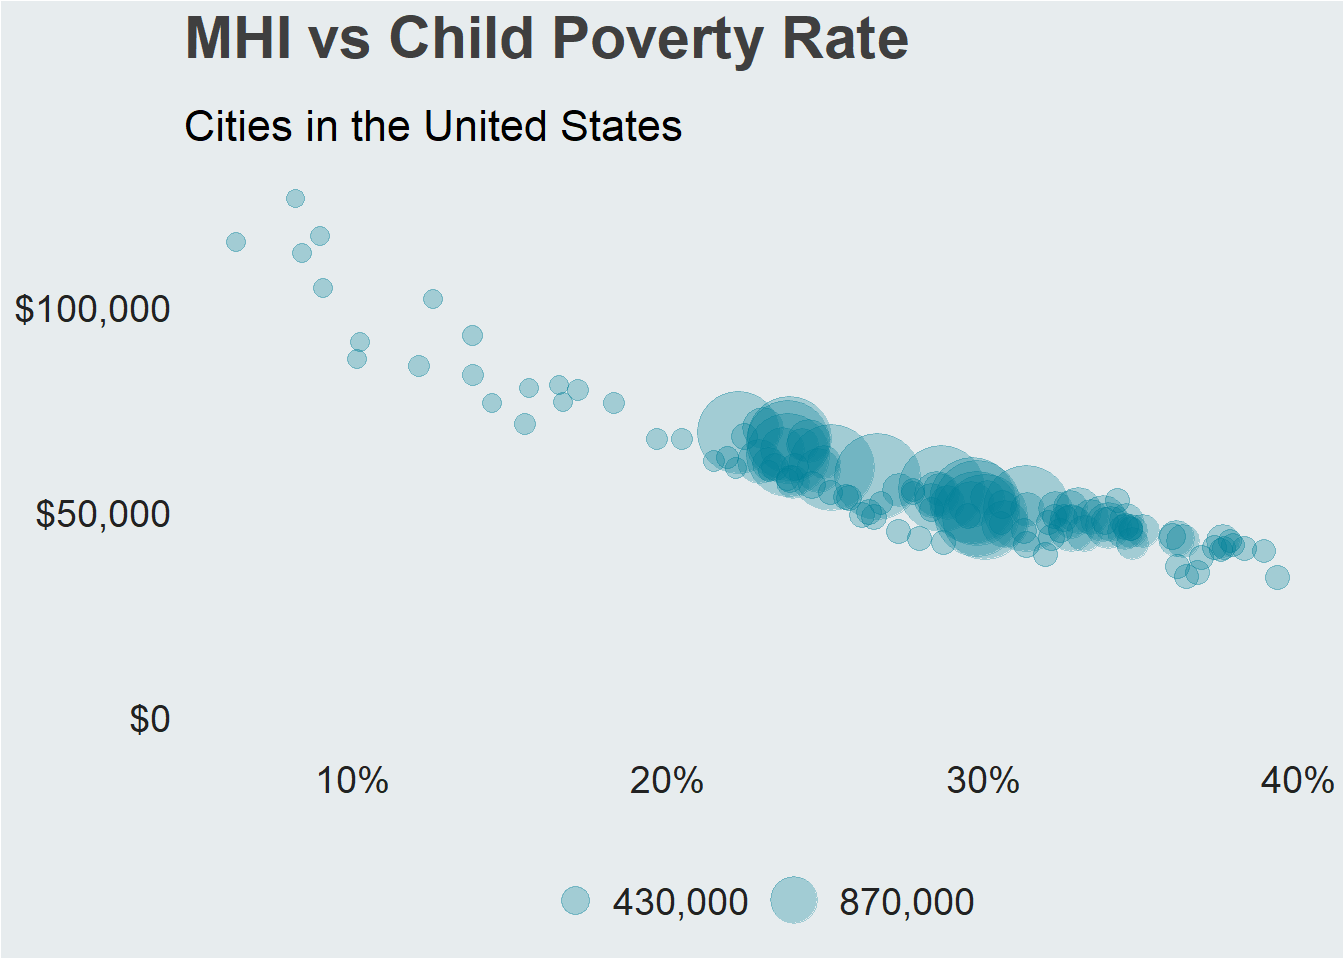 MHI vs Child Poverty Rate
Cities in the United States
$100,000
$50,000
$0
10% 20% 30% 40%
430,000 870,000